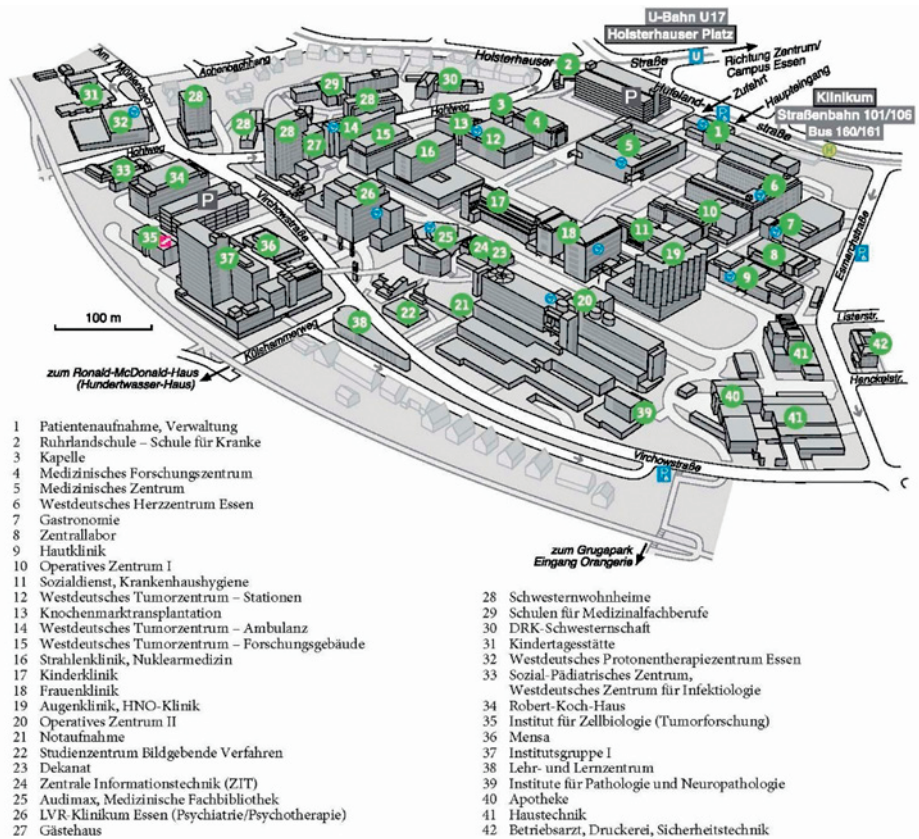 U-Bahn U17
Holsterhauser Platz
Richtung Zentrum/
Campus Essen
Zufahrt
Haupteingang
Klinikum
Straßenbahn 101/106
Bus 160/161
Holsterhauser
Straße
Hufeland-
straße
Am Mühlenbach
Achenbachhang
Hohlweg
Hohlweg
Virchowstraße
Esmarchstraße
Listerstr.
Henckelstr.
Virchowstraße
100 m
zum Ronald-McDonald-Haus
(Hundertwasser-Haus)
zum Grugapark
Eingang Orangerie
P
P
U
H
1 Patientenaufnahme, Verwaltung
2 Ruhrlandschule – Schule für Kranke
3 Kapelle
4 Medizinisches Forschungszentrum
5 Medizinisches Zentrum
6 Westdeutsches Herzzentrum Essen
7 Gastronomie
8 Zentrallabor
9 Hautklinik
10 Operatives Zentrum I
11 Sozialdienst, Krankenhaushygiene
12 Westdeutsches Tumorzentrum – Stationen
13 Knochenmarktransplantation
14 Westdeutsches Tumorzentrum – Ambulanz
15 Westdeutsches Tumorzentrum – Forschungsgebäude
16 Strahlenklinik, Nuklearmedizin
17 Kinderklinik
18 Frauenklinik
19 Augenklinik, HNO-Klinik
20 Operatives Zentrum II
21 Notaufnahme
22 Studienzentrum Bildgebende Verfahren
23 Dekanat
24 Zentrale Informationstechnik (ZIT)
25 Audimax, Medizinische Fachbibliothek
26 LVR-Klinikum Essen (Psychiatrie/Psychotherapie)
27 Gästehaus
28 Schwesternwohnheime
29 Schulen für Medizinalfachberufe
30 DRK-Schwesternschaft
31 Kindertagesstätte
32 Westdeutsches Protonentherapiezentrum Essen
33 Sozial-Pädiatrisches Zentrum,
Westdeutsches Zentrum für Infektiologie
34 Robert-Koch-Haus
35 Institut für Zellbiologie (Tumorforschung)
36 Mensa
37 Institutsgruppe I
38 Lehr- und Lernzentrum
39 Institute für Pathologie und Neuropathologie
40 Apotheke
41 Haustechnik
42 Betriebsarzt, Druckerei, Sicherheitstechnik